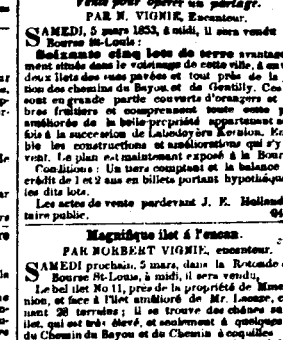 Vente pour opérer un partage.
PAR N. VIGNIE, Encanteur.
SAMEDI, 5 mars 1853, à midi, il sera vendu
Bourse St-Louis:
Soixante cinq lots de terre avantage
ment situés dans le voisinage de cette ville, à
deux ilets des rues pavées et tout près de la
tion des chemins du Bayou et de Gentilly. Ces
sont en grande partie couverts d'orangers et
bres fruitiers et comprennent toute cette
améliorée de la belle propriété appartenant
fois à la succession de Labedoyère Kernion. En
ble les constructions et améliorations qui s'y
vent. Le plan est maintenant exposé à la Bour
Conditions: Un tiers comptant et la balance
crédit de 1 et 2 ans en billets portant hypothèque
les dits lots.
Les actes de vente pardevant J. E. Holland
taire public.
Magnifique ilet à l'encan.
PAR NORBERT VIGNIE, encanteur.
SAMEDI prochain, 5 mars, dans la Rotonde
Bourse St-Louis, à midi, il sera vendu,
Le bel ilet No 11, près de la propriété de Mme
nion, et face à l'ilet amélioré de Mr.
nant 28 terrains; il se trouve des chênes
ilet, qui est très élevé, et seulement à quelques
du Chemin du Bayou et du Chemin à coquilles